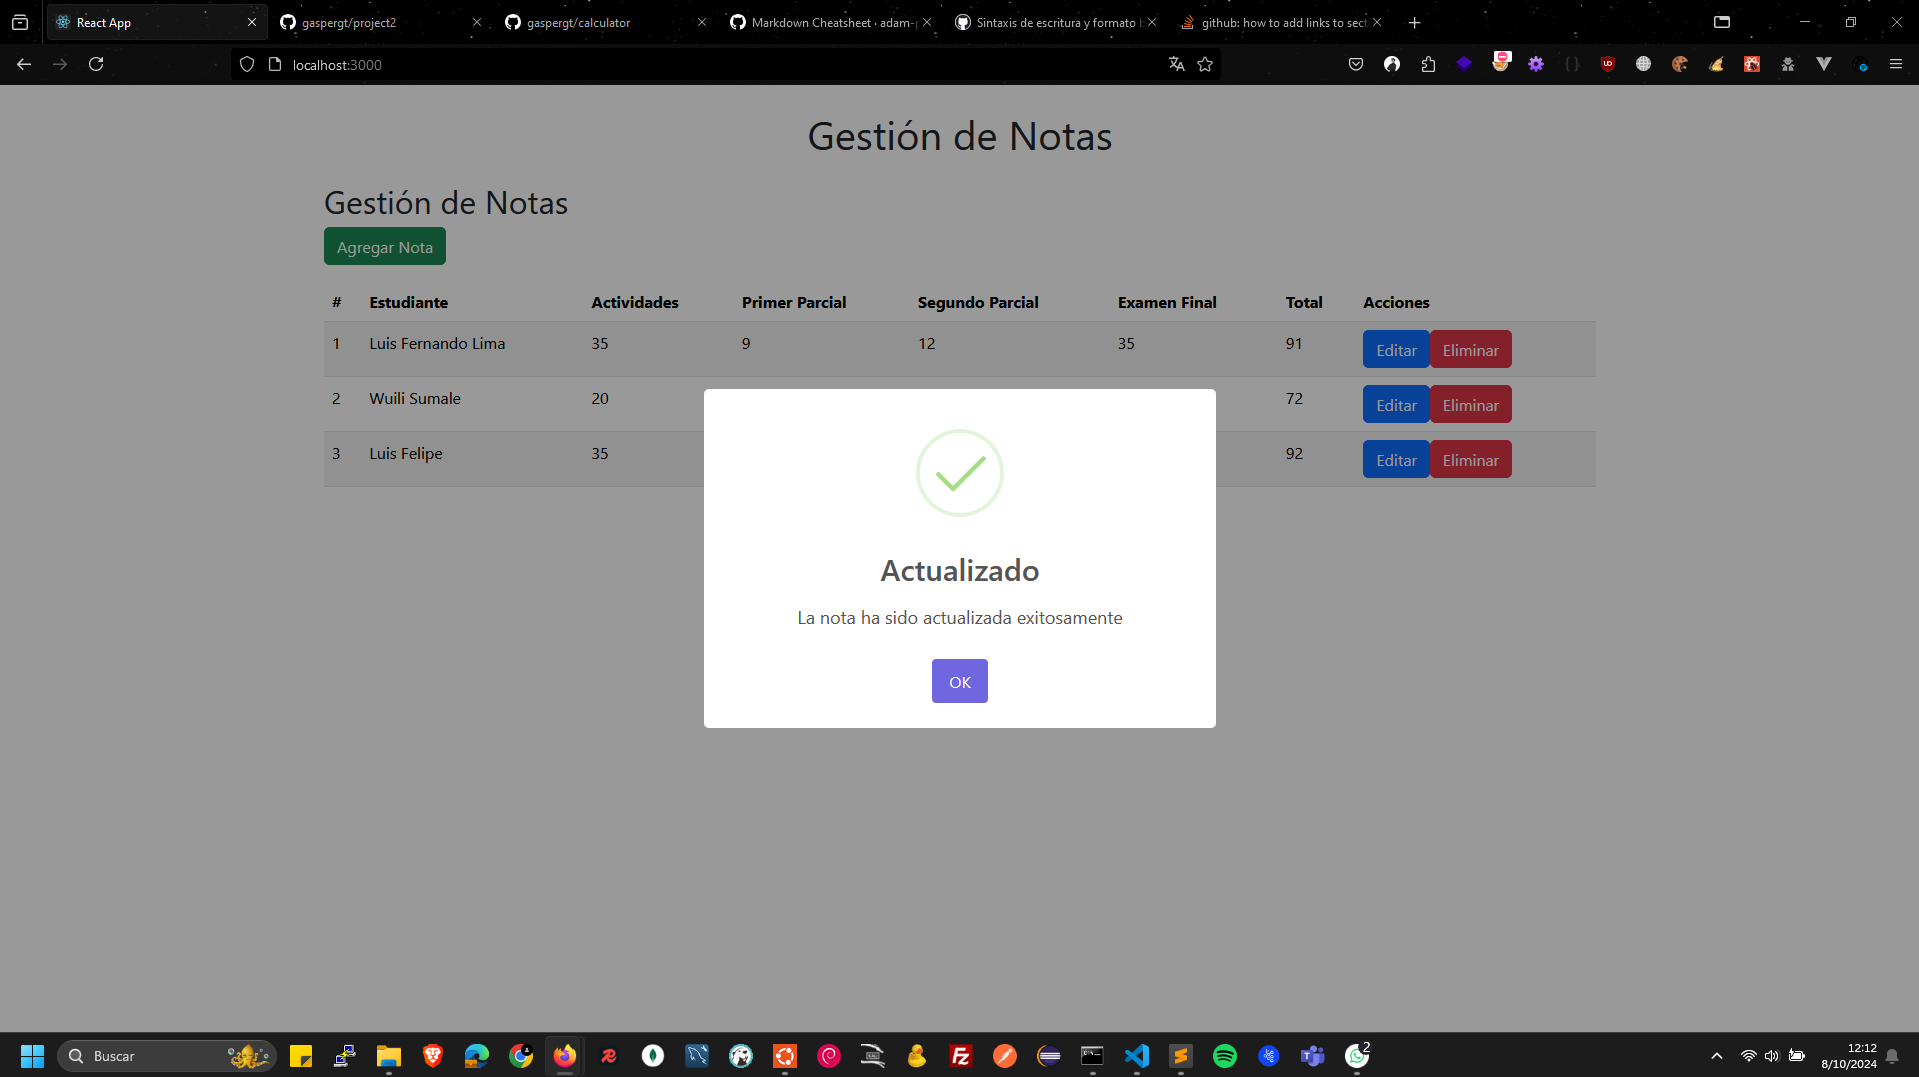 React App
gaspergt/project2
gaspergt/calculator
Markdown Cheatsheet · adam-p
Sintaxis de escritura y formato b
github: how to add links to sect
localhost:3000
Gestión de Notas
Gestión de Notas
Agregar Nota
# Estudiante Actividades Primer Parcial Segundo Parcial Examen Final Total Acciones
1 Luis Fernando Lima 35 9 12 35 91 Editar Eliminar
2 Wuili Sumale 20 72 Editar Eliminar
3 Luis Felipe 35 92 Editar Eliminar
Actualizado
La nota ha sido actualizada exitosamente
OK
Buscar
2
12:12
8/10/2024